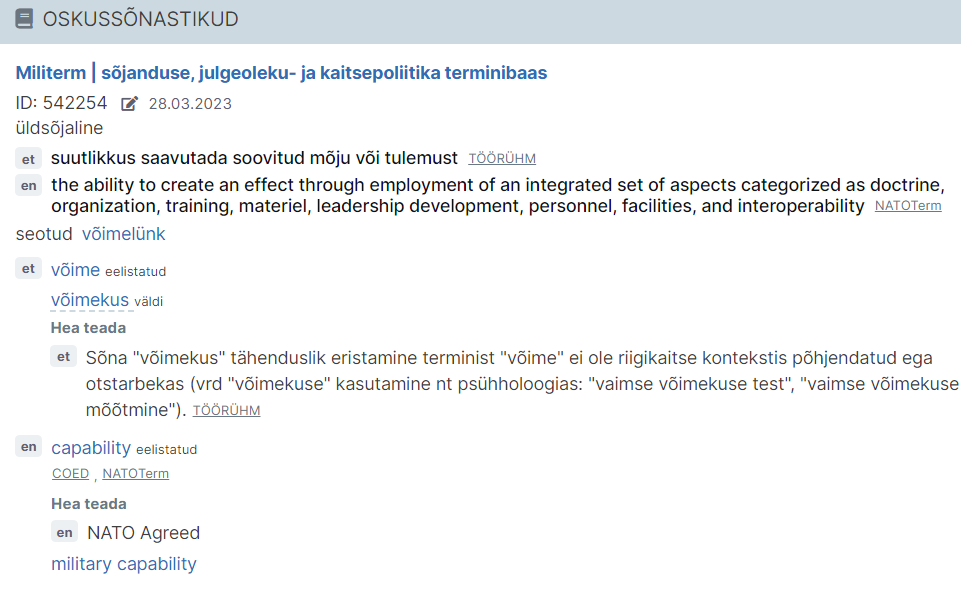 OSKUSSÕNASTIKUD
Militerm | sõjanduse, julgeoleku- ja kaitsepoliitika terminibaas
ID: 542254 28.03.2023
üldsõjaline
et suutlikkus saavutada soovitud mõju või tulemust TÖÖRÜHM
en the ability to create an effect through employment of an integrated set of aspects categorized as doctrine,
organization, training, materiel, leadership development, personnel, facilities, and interoperability NATOTerm
seotud võimelünk
et võime eelistatud
võimekus väldi
Hea teada
et Sõna "võimekus" tähenduslik eristamine terminist "võime" ei ole riigikaitse kontekstis põhjendatud ega
otstarbekas (vrd "võimekuse" kasutamine nt psühholoogias: "vaimse võimekuse test", "vaimse võimekuse
mõõtmine"). TÖÖRÜHM
en capability eelistatud
COED , NATOTerm
Hea teada
en NATO Agreed
military capability